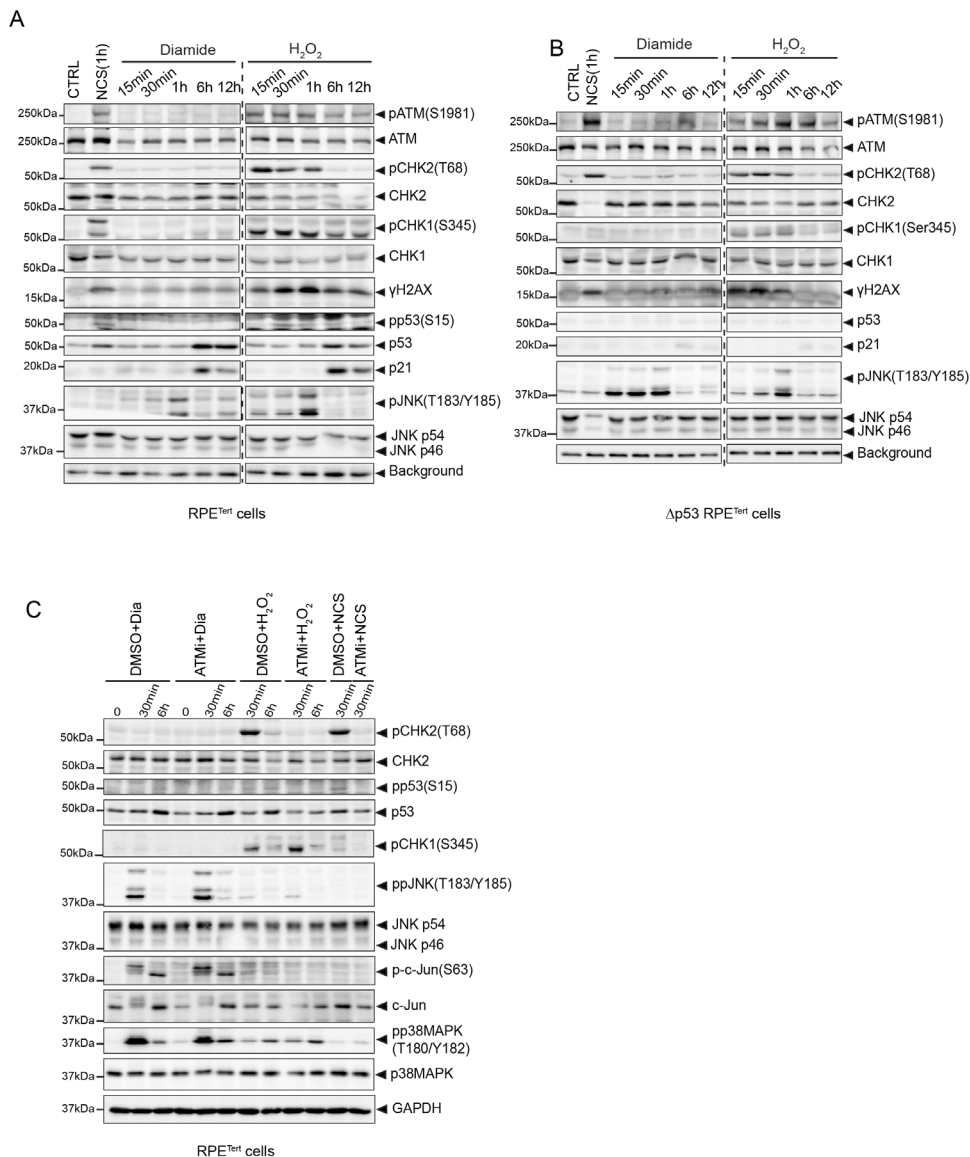 A
CTRL
NCS(1h)
Diamide
15min
30min
1h
6h
12h
H₂O₂
15min
30min
1h
6h
12h
250kDa
pATM(S1981)
250kDa
ATM
50kDa
pCHK2(T68)
50kDa
CHK2
50kDa
pCHK1(S345)
50kDa
CHK1
15kDa
γH2AX
50kDa
pp53(S15)
50kDa
p53
20kDa
p21
37kDa
pJNK(T183/Y185)
37kDa
JNK p54
JNK p46
Background
RPEᵀᵉʳᵗ cells
B
CTRL
NCS(1h)
Diamide
15min
30min
1h
6h
12h
H₂O₂
15min
30min
1h
6h
12h
250kDa
pATM(S1981)
250kDa
ATM
50kDa
pCHK2(T68)
50kDa
CHK2
50kDa
pCHK1(Ser345)
50kDa
CHK1
15kDa
γH2AX
50kDa
p53
20kDa
p21
37kDa
pJNK(T183/Y185)
37kDa
JNK p54
JNK p46
50kDa
Background
Δp53 RPEᵀᵉʳᵗ cells
C
DMSO+Dia
ATMi+Dia
DMSO+H₂O₂
ATMi+H₂O₂
DMSO+NCS
ATMi+NCS
0
30min
6h
0
30min
6h
30min
6h
30min
6h
30min
30min
50kDa
pCHK2(T68)
50kDa
CHK2
50kDa
pp53(S15)
50kDa
p53
50kDa
pCHK1(S345)
37kDa
ppJNK(T183/Y185)
37kDa
JNK p54
JNK p46
37kDa
p-c-Jun(S63)
37kDa
c-Jun
37kDa
pp38MAPK
(T180/Y182)
37kDa
p38MAPK
37kDa
GAPDH
RPEᵀᵉʳᵗ cells